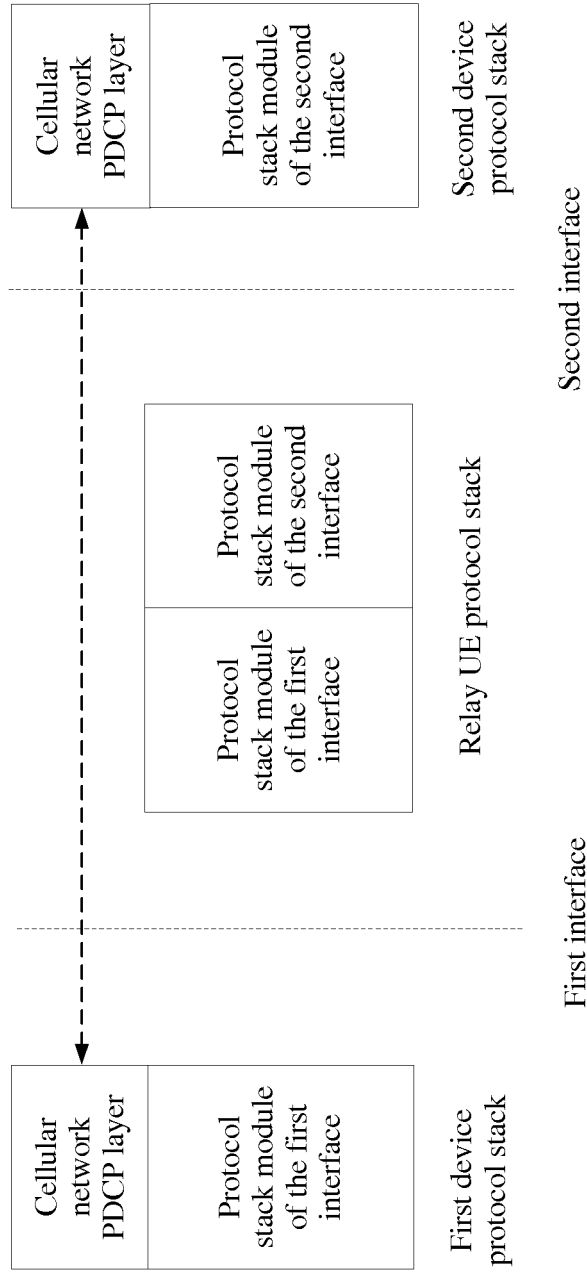 Cellular
network
PDCP layer
Protocol
stack module
of the first
interface
First device
protocol stack
First interface
Protocol
stack module
of the first
interface
Protocol
stack module
of the second
interface
Relay UE protocol stack
Second interface
Cellular
network
PDCP layer
Protocol
stack module
of the second
interface
Second device
protocol stack